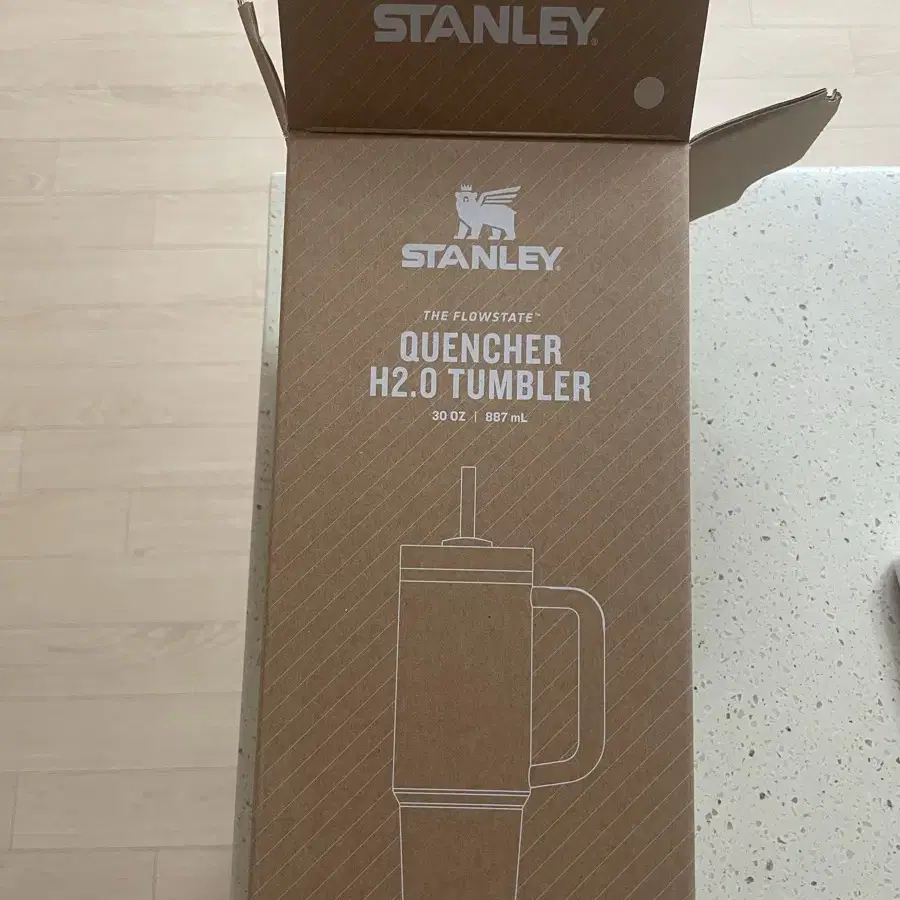 STANLEY®
STANLEY®
THE FLOWSTATE™
QUENCHER
H2.0 TUMBLER
30 OZ | 887 mL